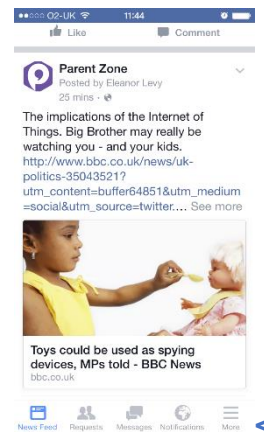 O2-UK 11:44
Like Comment
Parent Zone
Posted by Eleanor Levy
25 mins ·
The implications of the Internet of
Things. Big Brother may really be
watching you - and your kids.
http://www.bbc.co.uk/news/uk-
politics-35043521?
utm_content=buffer64851&utm_medium
=social&utm_source=twitter.... See more
Toys could be used as spying
devices, MPs told - BBC News
bbc.co.uk
News Feed Requests Messages Notifications More